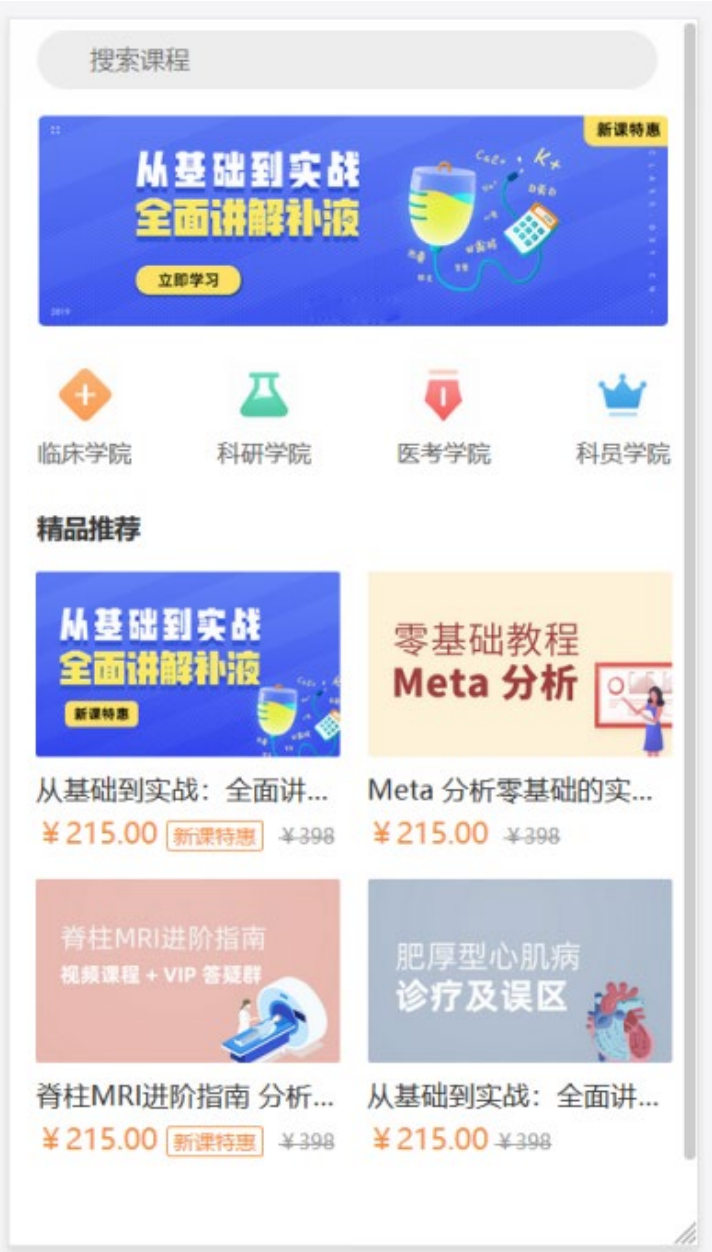 搜索课程
新课特惠
从基础到实战
全面讲解补液
立即学习
2019
Ca2+
K+
临床学院
科研学院
医考学院
科员学院
精品推荐
从基础到实战
全面讲解补液
新课特惠
零基础教程
Meta 分析
从基础到实战：全面讲...
Meta 分析零基础的实...
￥215.00 新课特惠 ￥398
￥215.00 ￥398
脊柱MRI进阶指南
视频课程 + VIP 答疑群
肥厚型心肌病
诊疗及误区
脊柱MRI进阶指南 分析...
从基础到实战：全面讲...
￥215.00 新课特惠 ￥398
￥215.00 ￥398